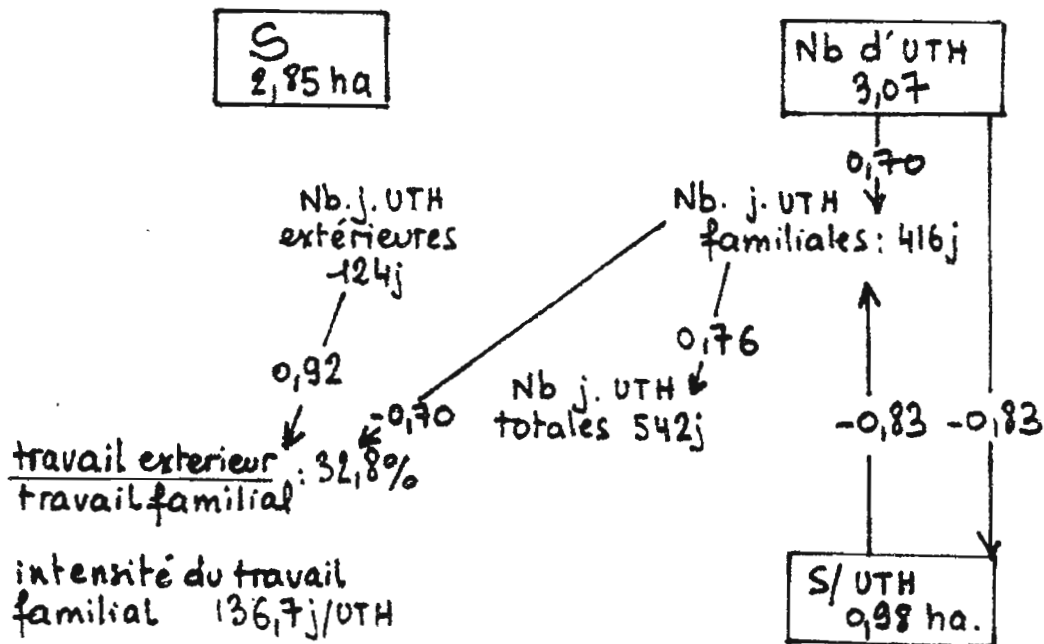 S
2,85 ha
Nb d'UTH
3,07
0,70
Nb. j. UTH
extérieures
124j
Nb. j. UTH
familiales : 416j
0,92
-0,70
0,76
Nb j. UTH
totales 542j
-0,83 -0,83
travail exterieur
travail familial : 32,8%
intensité du travail
familial 136,7j/UTH
S/ UTH
0,98 ha.